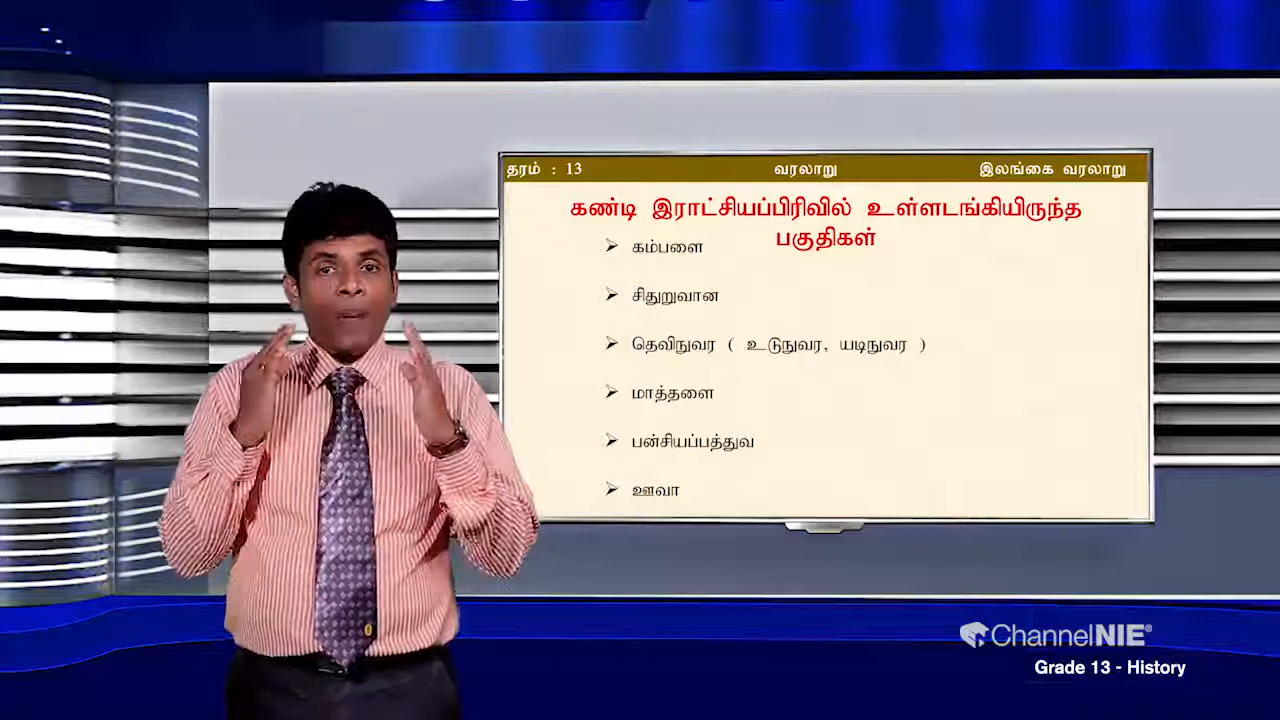 தரம் : 13 வரலாறு இலங்கை வரலாறு
கண்டி இராட்சியப்பிரிவில் உள்ளடங்கியிருந்த
பகுதிகள்
➢ கம்பளை
➢ சிதுறுவான
➢ தெவிநுவர ( உடுநுவர, யடிநுவர )
➢ மாத்தளை
➢ பன்சியப்பத்துவ
➢ ஊவா
ChannelNIE®
Grade 13 - History